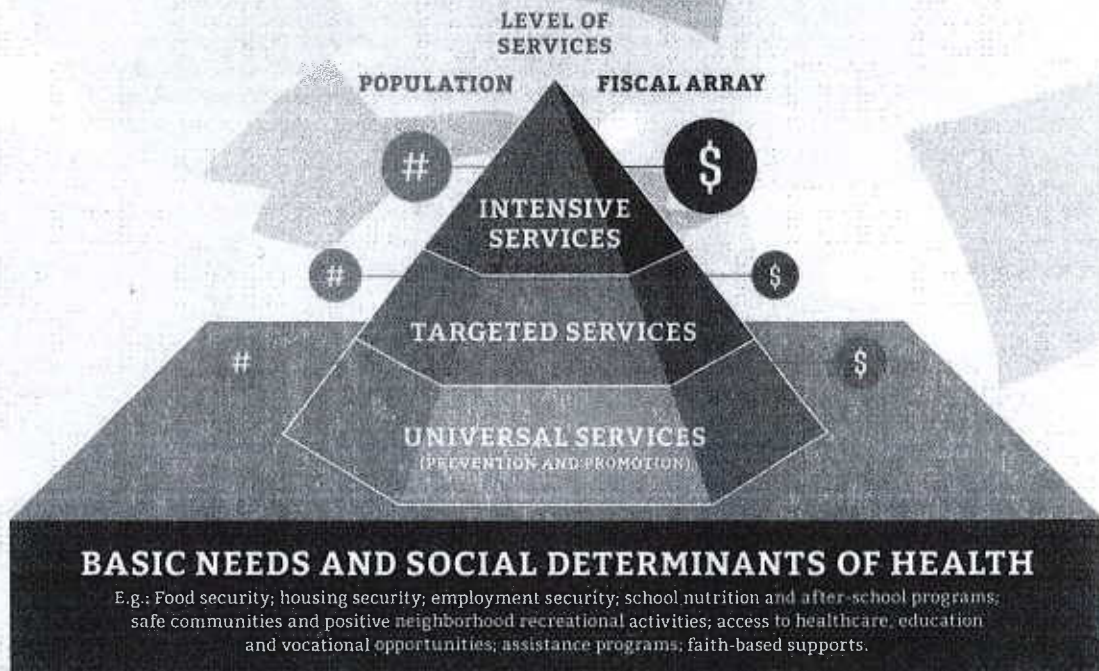 LEVEL OF
SERVICES
POPULATION
FISCAL ARRAY
#
$
INTENSIVE
SERVICES
#
$
TARGETED SERVICES
#
$
UNIVERSAL SERVICES
(PREVENTION AND PROMOTION)
BASIC NEEDS AND SOCIAL DETERMINANTS OF HEALTH
E.g.: Food security; housing security; employment security; school nutrition and after-school programs;
safe communities and positive neighborhood recreational activities; access to healthcare, education
and vocational opportunities; assistance programs; faith-based supports.